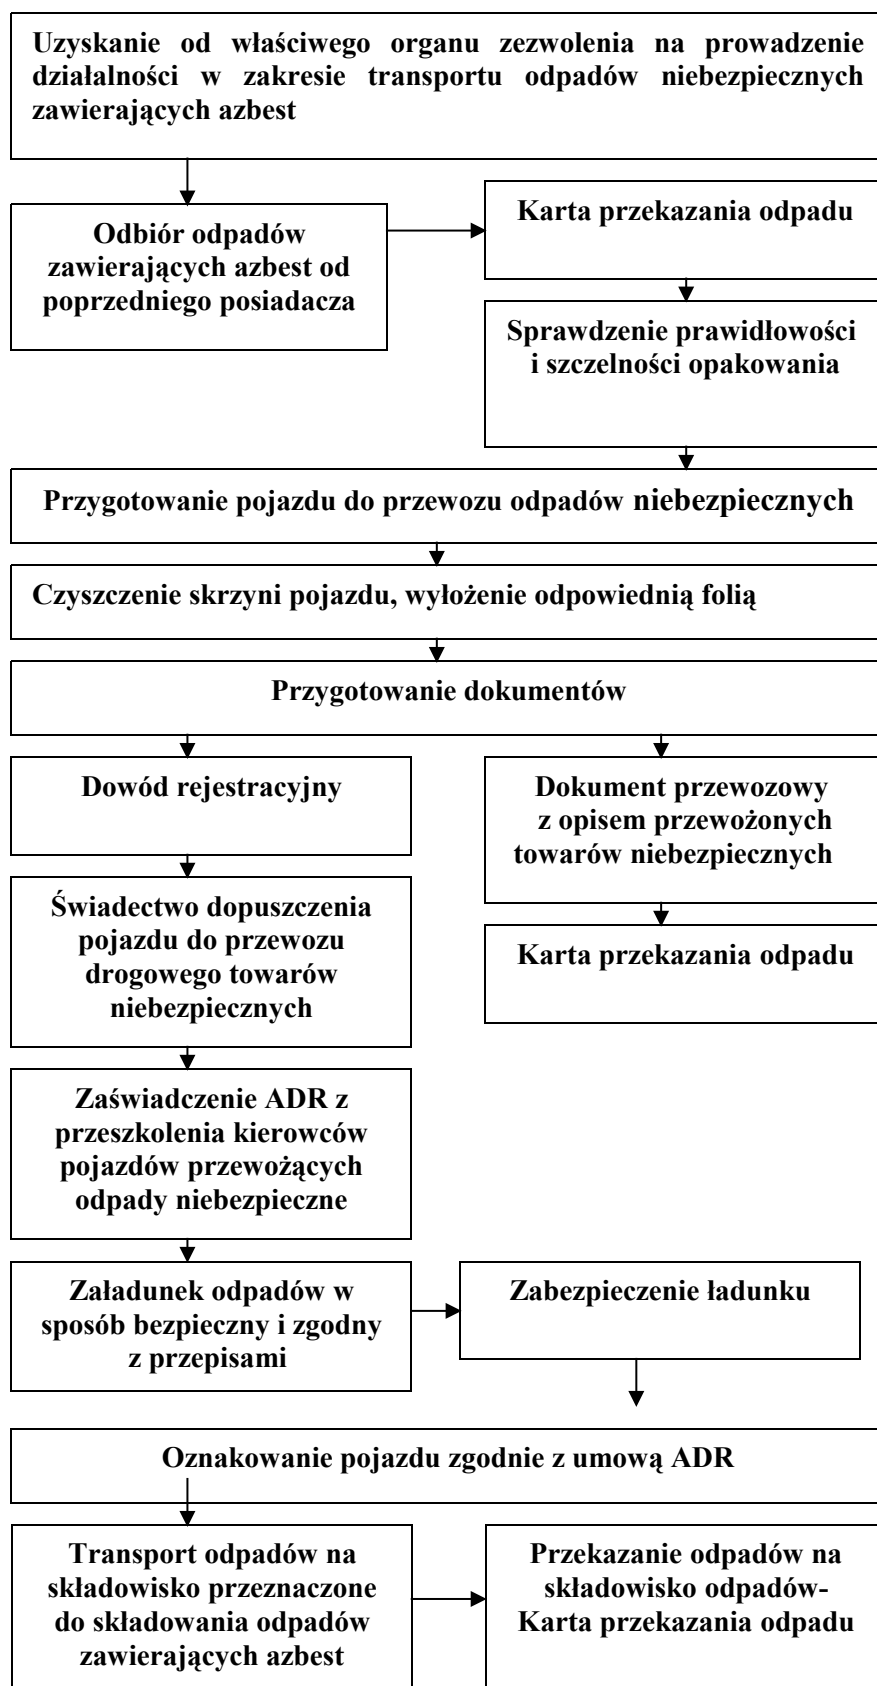 Uzyskanie od właściwego organu zezwolenia na prowadzenie
działalności w zakresie transportu odpadów niebezpiecznych
zawierających azbest
Odbiór odpadów
zawierających azbest od
poprzedniego posiadacza
Karta przekazania odpadu
Sprawdzenie prawidłowości
i szczelności opakowania
Przygotowanie pojazdu do przewozu odpadów niebezpiecznych
Czyszczenie skrzyni pojazdu, wyłożenie odpowiednią folią
Przygotowanie dokumentów
Dowód rejestracyjny
Świadectwo dopuszczenia
pojazdu do przewozu
drogowego towarów
niebezpiecznych
Zaświadczenie ADR z
przeszkolenia kierowców
pojazdów przewożących
odpady niebezpieczne
Dokument przewozowy
z opisem przewożonych
towarów niebezpiecznych
Karta przekazania odpadu
Załadunek odpadów w
sposób bezpieczny i zgodny
z przepisami
Zabezpieczenie ładunku
Oznakowanie pojazdu zgodnie z umową ADR
Transport odpadów na
składowisko przeznaczone
do składowania odpadów
zawierających azbest
Przekazanie odpadów na
składowisko odpadów-
Karta przekazania odpadu